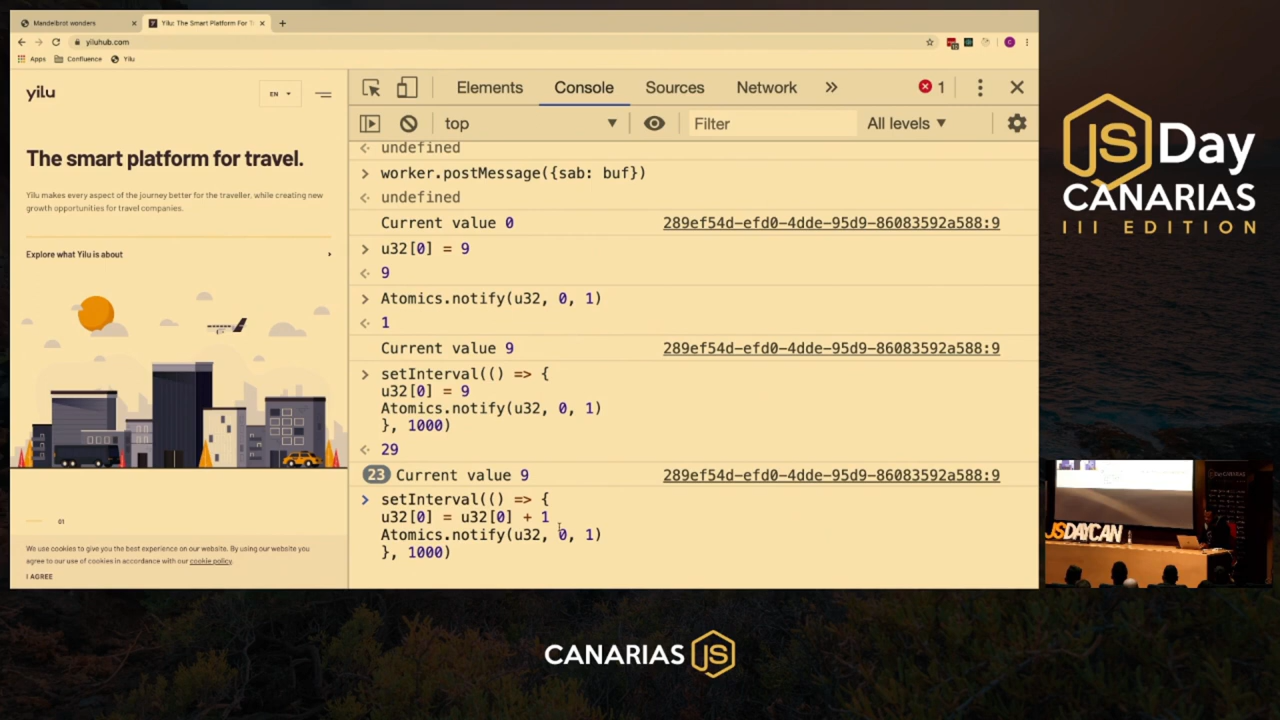 Mandelbrot wonders
Yilu: The Smart Platform For T
yiluhub.com
Apps
Confluence
Yilu
yilu
EN
The smart platform for travel.
Yilu makes every aspect of the journey better for the traveller, while creating new
growth opportunities for travel companies.
Explore what Yilu is about
01
We use cookies to give you the best experience on our website. By using our website you
agree to our use of cookies in accordance with our cookie policy.
I AGREE
Elements Console Sources Network » 1
top Filter All levels
undefined
worker.postMessage({sab: buf})
undefined
Current value 0 289ef54d-efd0-4dde-95d9-86083592a588:9
u32[0] = 9
9
Atomics.notify(u32, 0, 1)
1
Current value 9 289ef54d-efd0-4dde-95d9-86083592a588:9
setInterval(() => {
u32[0] = 9
Atomics.notify(u32, 0, 1)
}, 1000)
29
23 Current value 9 289ef54d-efd0-4dde-95d9-86083592a588:9
setInterval(() => {
u32[0] = u32[0] + 1
Atomics.notify(u32, 0, 1)
}, 1000)
JS Day
CANARIAS
III EDITION
JSDAYCAN
CANARIAS JS